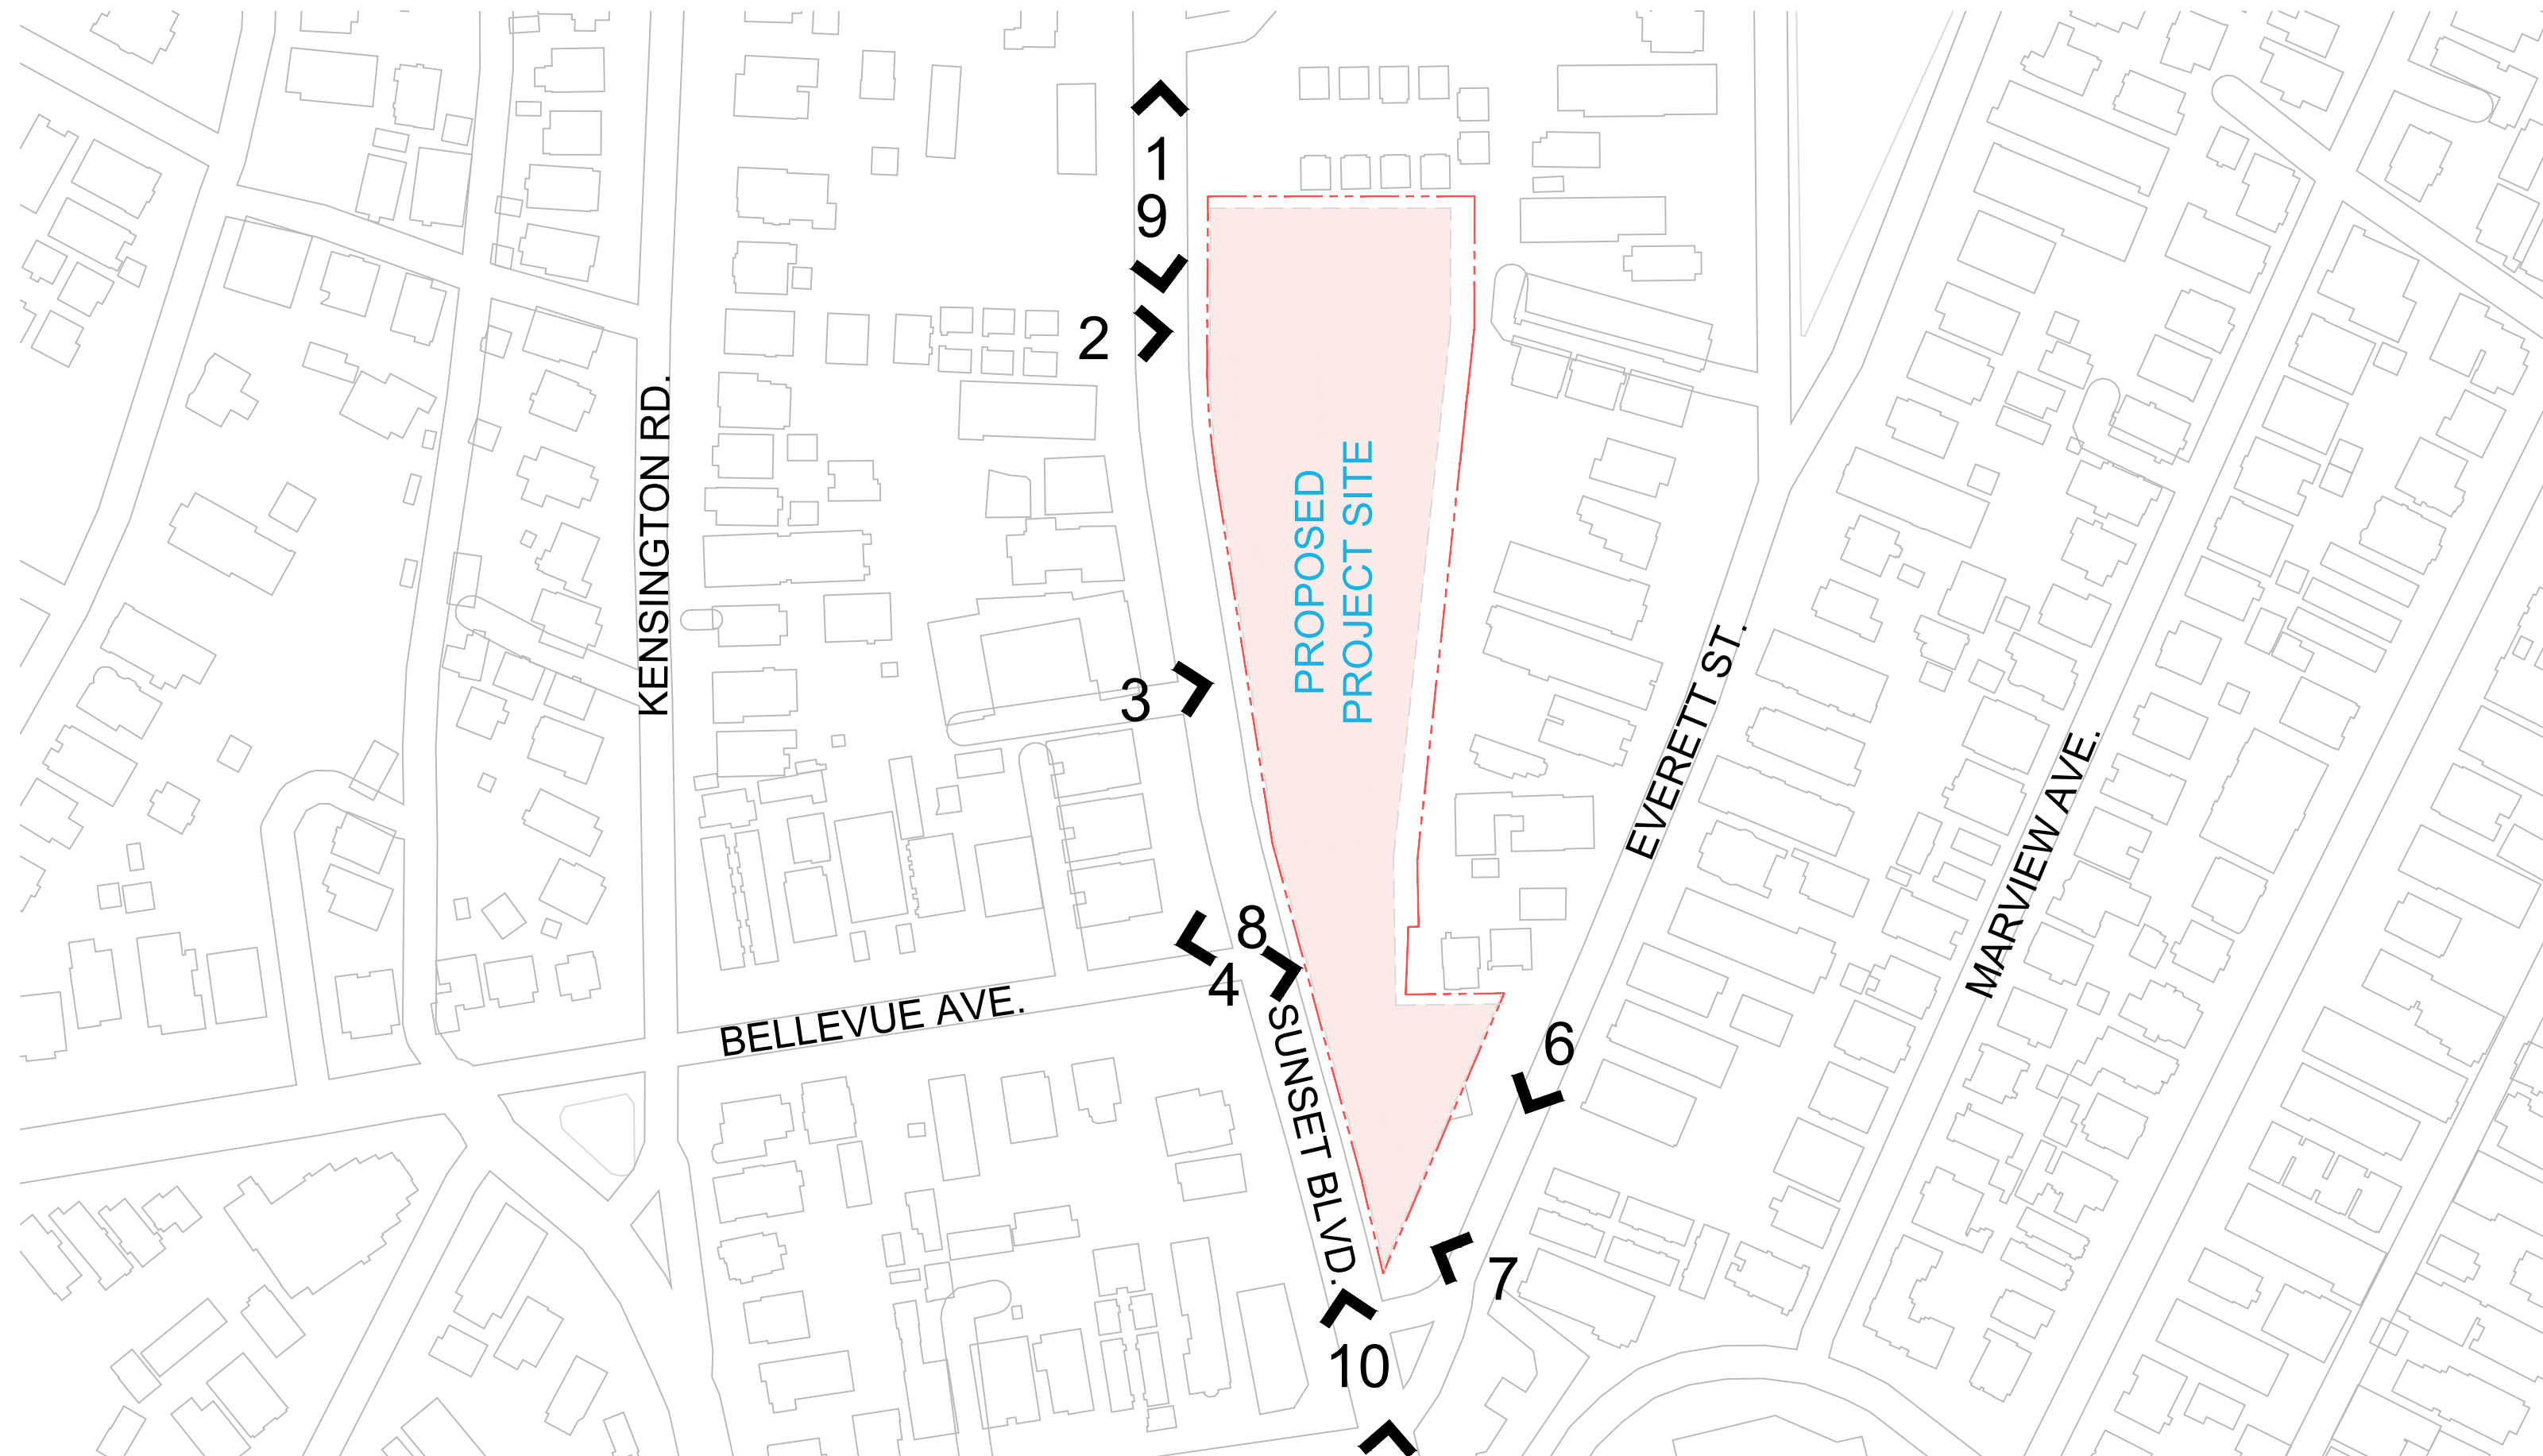 1
9
2
KENSINGTON RD.
PROPOSED
PROJECT SITE
3
EVERETT ST.
MARVIEW AVE.
8
4
BELLEVUE AVE.
SUNSET BLVD.
6
7
10